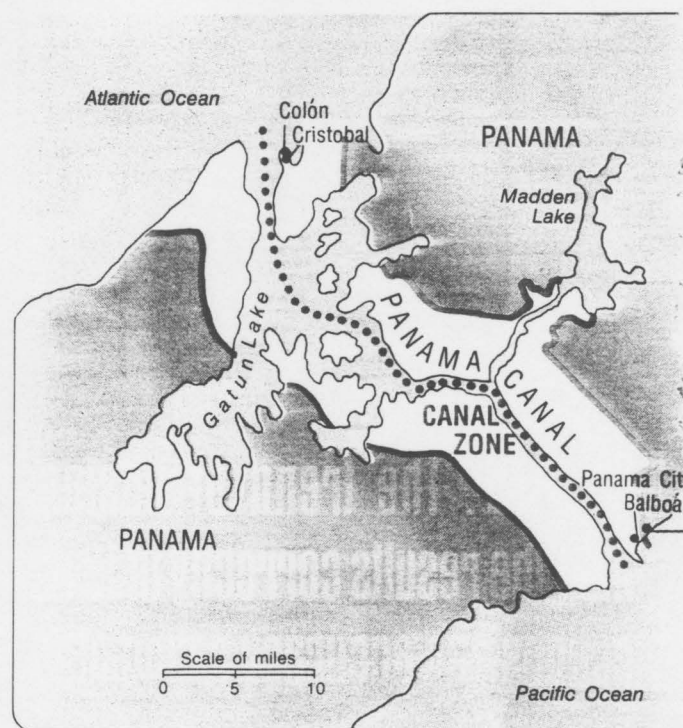 Atlantic Ocean
Colón
Cristobal
PANAMA
Madden
Lake
Gatun Lake
PANAMA CANAL
CANAL
ZONE
Panama Cit
Balboá
PANAMA
Scale of miles
0 5 10
Pacific Ocean